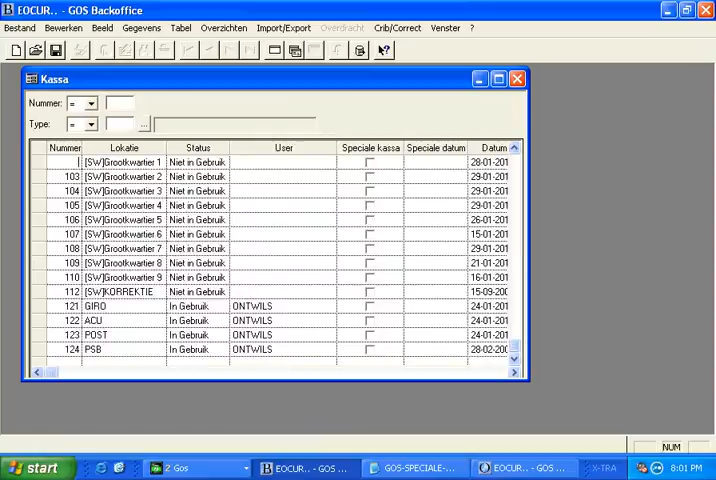 EOCUR.. - GOS Backoffice
Bestand Bewerken Beeld Gegevens Tabel Overzichten Import/Export Overdracht Crib/Correct Venster ?
Kassa
Nummer: =
Type: = ...
Nummer Lokatie Status User Speciale kassa Speciale datum Datum
[SW]Grootkwartier 1 Niet in Gebruik 28-01-201
103 [SW]Grootkwartier 2 Niet in Gebruik 29-01-201
104 [SW]Grootkwartier 3 Niet in Gebruik 29-01-201
105 [SW]Grootkwartier 4 Niet in Gebruik 29-01-201
106 [SW]Grootkwartier 5 Niet in Gebruik 26-01-201
107 [SW]Grootkwartier 6 Niet in Gebruik 15-01-201
108 [SW]Grootkwartier 7 Niet in Gebruik 29-01-201
109 [SW]Grootkwartier 8 Niet in Gebruik 21-01-201
110 [SW]Grootkwartier 9 Niet in Gebruik 16-01-201
112 [SW]KORREKTIE Niet in Gebruik 15-09-200
121 GIRO In Gebruik ONTWILS 24-01-201
122 ACU In Gebruik ONTWILS 24-01-201
123 POST In Gebruik ONTWILS 24-01-201
124 PSB In Gebruik ONTWILS 28-02-200
NUM
start 2 Gos EOCUR.. - GOS ... GOS-SPECIALE-... EOCUR.. - GOS ... X-TRA 8:01 PM